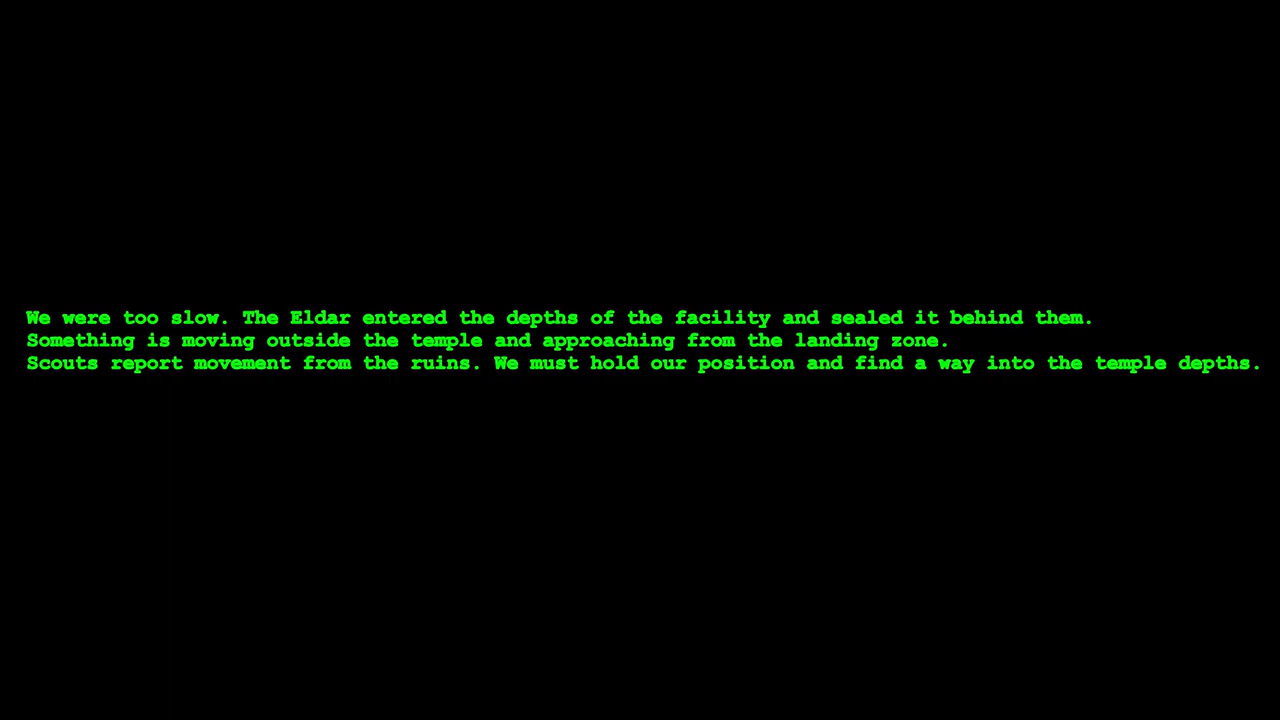 We were too slow. The Eldar entered the depths of the facility and sealed it behind them.
Something is moving outside the temple and approaching from the landing zone.
Scouts report movement from the ruins. We must hold our position and find a way into the temple depths.